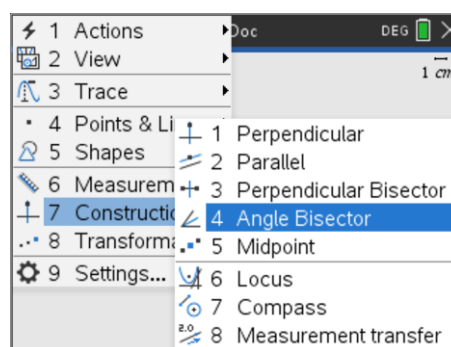 1 Actions
2 View
3 Trace
4 Points & Li
5 Shapes
6 Measurem
7 Constructio
8 Transforma
9 Settings...
Doc
DEG
1 cm
1 Perpendicular
2 Parallel
3 Perpendicular Bisector
4 Angle Bisector
5 Midpoint
6 Locus
7 Compass
2.0
8 Measurement transfer